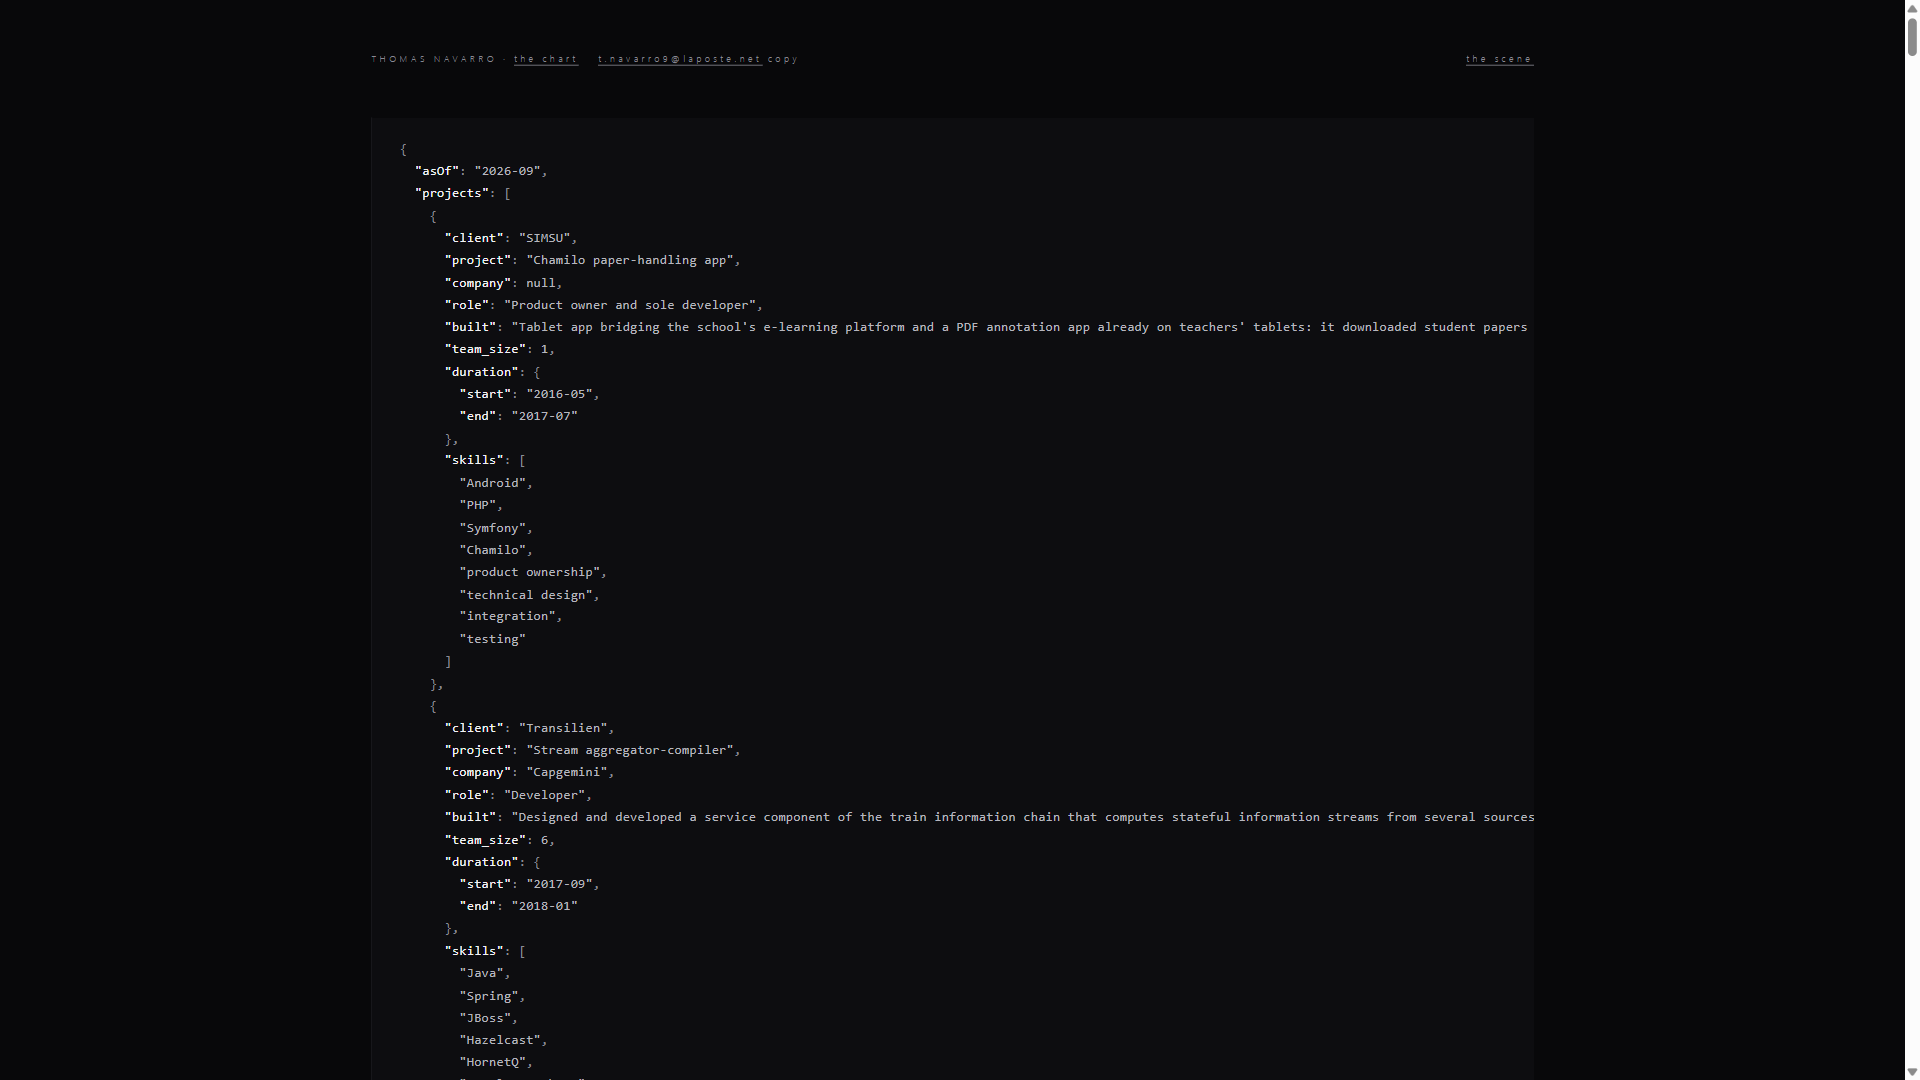 THOMAS NAVARRO · the chart t.navarro9@laposte.net copy the scene
{
"asOf": "2026-09",
"projects": [
{
"client": "SIMSU",
"project": "Chamilo paper-handling app",
"company": null,
"role": "Product owner and sole developer",
"built": "Tablet app bridging the school's e-learning platform and a PDF annotation app already on teachers' tablets: it downloaded student papers
"team_size": 1,
"duration": {
"start": "2016-05",
"end": "2017-07"
},
"skills": [
"Android",
"PHP",
"Symfony",
"Chamilo",
"product ownership",
"technical design",
"integration",
"testing"
]
},
{
"client": "Transilien",
"project": "Stream aggregator-compiler",
"company": "Capgemini",
"role": "Developer",
"built": "Designed and developed a service component of the train information chain that computes stateful information streams from several sources
"team_size": 6,
"duration": {
"start": "2017-09",
"end": "2018-01"
},
"skills": [
"Java",
"Spring",
"JBoss",
"Hazelcast",
"HornetQ",